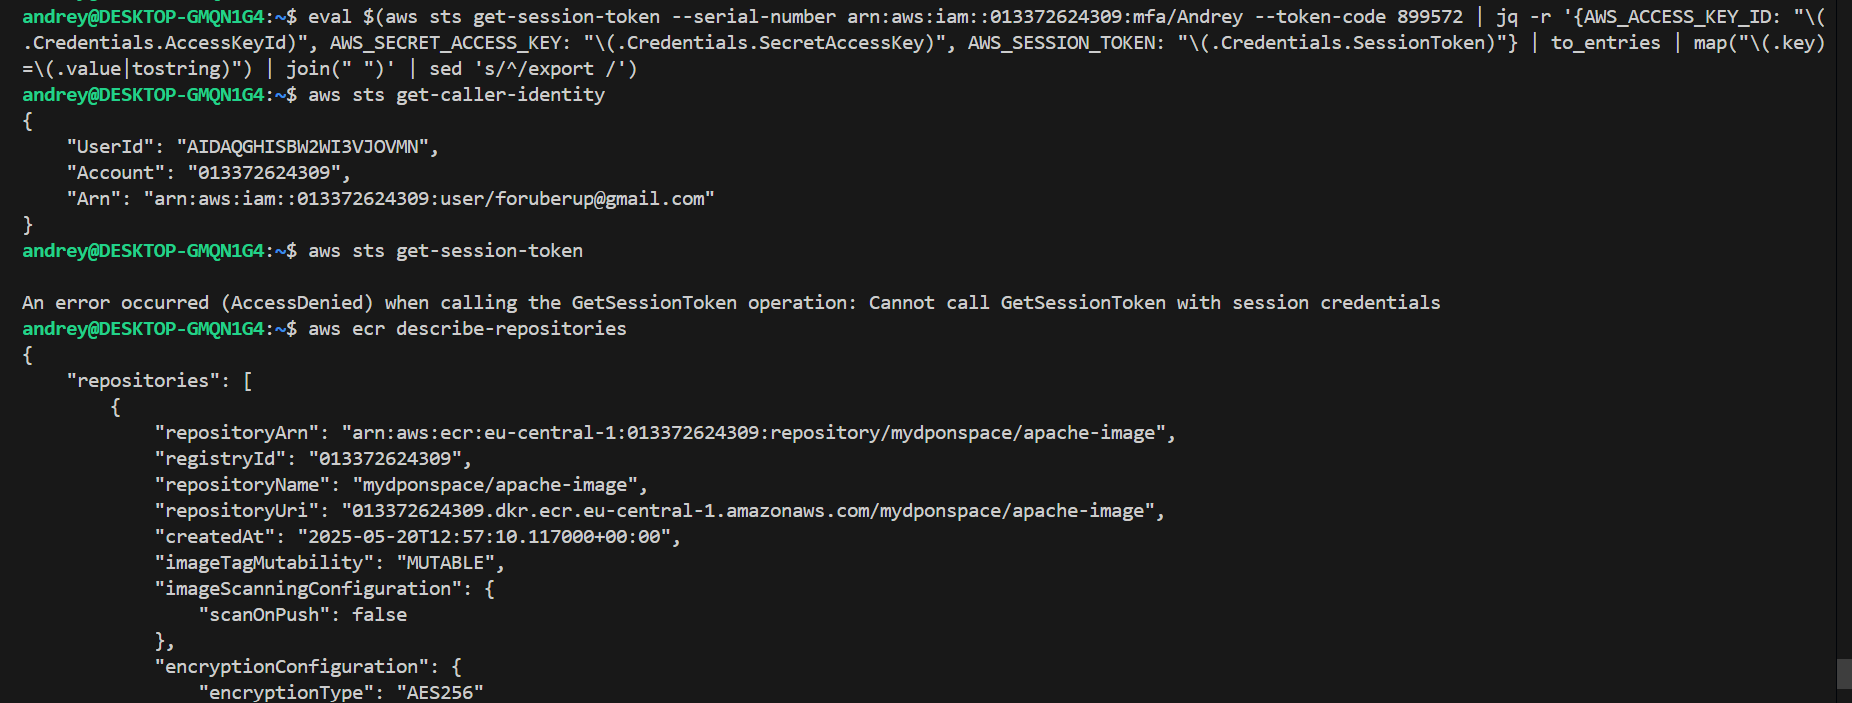 andrey@DESKTOP-GMQN1G4:~$ eval $(aws sts get-session-token --serial-number arn:aws:iam::013372624309:mfa/Andrey --token-code 899572 | jq -r '{AWS_ACCESS_KEY_ID: "\(
.Credentials.AccessKeyId)", AWS_SECRET_ACCESS_KEY: "\(.Credentials.SecretAccessKey)", AWS_SESSION_TOKEN: "\(.Credentials.SessionToken)"} | to_entries | map("\(.key)
=\(.value|tostring)") | join(" ")' | sed 's/^/export /')
andrey@DESKTOP-GMQN1G4:~$ aws sts get-caller-identity
{
    "UserId": "AIDAQGHISBW2WI3VJOVMN",
    "Account": "013372624309",
    "Arn": "arn:aws:iam::013372624309:user/foruberup@gmail.com"
}
andrey@DESKTOP-GMQN1G4:~$ aws sts get-session-token

An error occurred (AccessDenied) when calling the GetSessionToken operation: Cannot call GetSessionToken with session credentials
andrey@DESKTOP-GMQN1G4:~$ aws ecr describe-repositories
{
    "repositories": [
        {
            "repositoryArn": "arn:aws:ecr:eu-central-1:013372624309:repository/mydponspace/apache-image",
            "registryId": "013372624309",
            "repositoryName": "mydponspace/apache-image",
            "repositoryUri": "013372624309.dkr.ecr.eu-central-1.amazonaws.com/mydponspace/apache-image",
            "createdAt": "2025-05-20T12:57:10.117000+00:00",
            "imageTagMutability": "MUTABLE",
            "imageScanningConfiguration": {
                "scanOnPush": false
            },
            "encryptionConfiguration": {
                "encryptionType": "AES256"